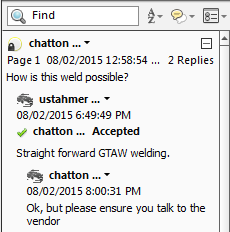 Find
chatton ...
Page 1 08/02/2015 12:58:54 ... 2 Replies
How is this weld possible?
ustahmer ...
08/02/2015 6:49:49 PM
chatton ... Accepted
Straight forward GTAW welding.
chatton ...
08/02/2015 8:00:31 PM
Ok, but please ensure you talk to the
vendor